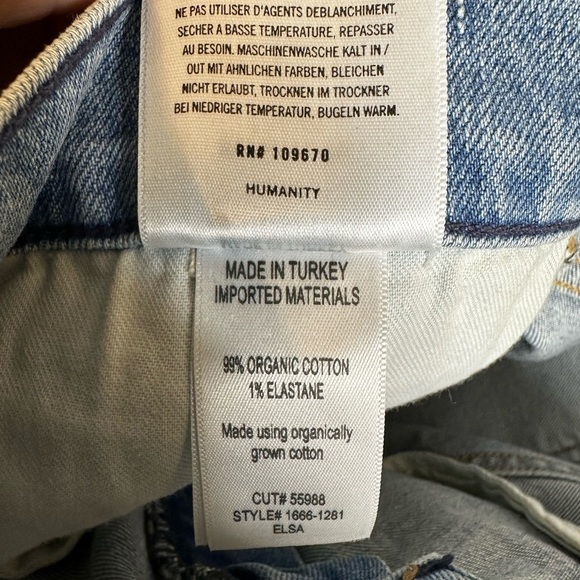 NE PAS UTILISER D'AGENTS DEBLANCHIMENT,
SECHER A BASSE TEMPERATURE, REPASSER
AU BESOIN. MASCHINENWASCHE KALT IN /
OUT MIT AHNLICHEN FARBEN, BLEICHEN
NICHT ERLAUBT, TROCKNEN IM TROCKNER
BEI NIEDRIGER TEMPERATUR, BUGELN WARM.
RN# 109670
HUMANITY
MADE IN TURKEY
IMPORTED MATERIALS
99% ORGANIC COTTON
1% ELASTANE
Made using organically
grown cotton
CUT# 55988
STYLE# 1666-1281
ELSA